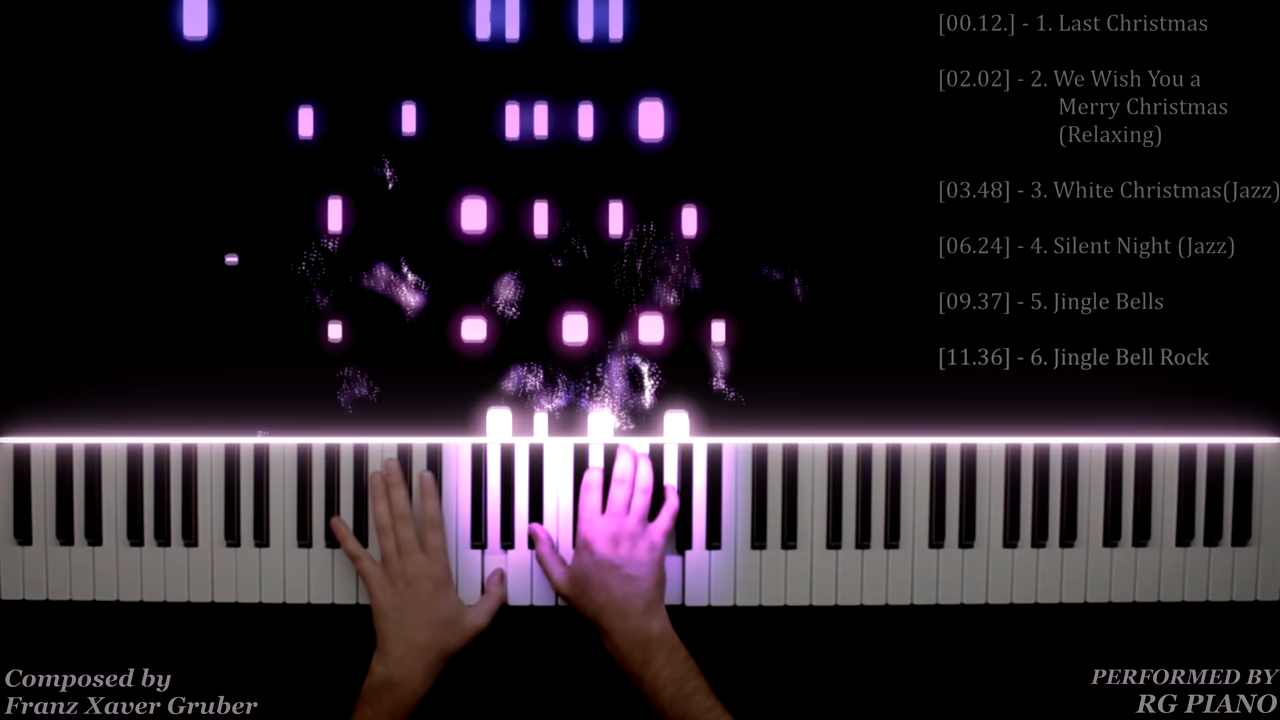 [00.12.] - 1. Last Christmas
[02.02] - 2. We Wish You a
Merry Christmas
(Relaxing)
[03.48] - 3. White Christmas(Jazz)
[06.24] - 4. Silent Night (Jazz)
[09.37] - 5. Jingle Bells
[11.36] - 6. Jingle Bell Rock
Composed by
Franz Xaver Gruber
PERFORMED BY
RG PIANO